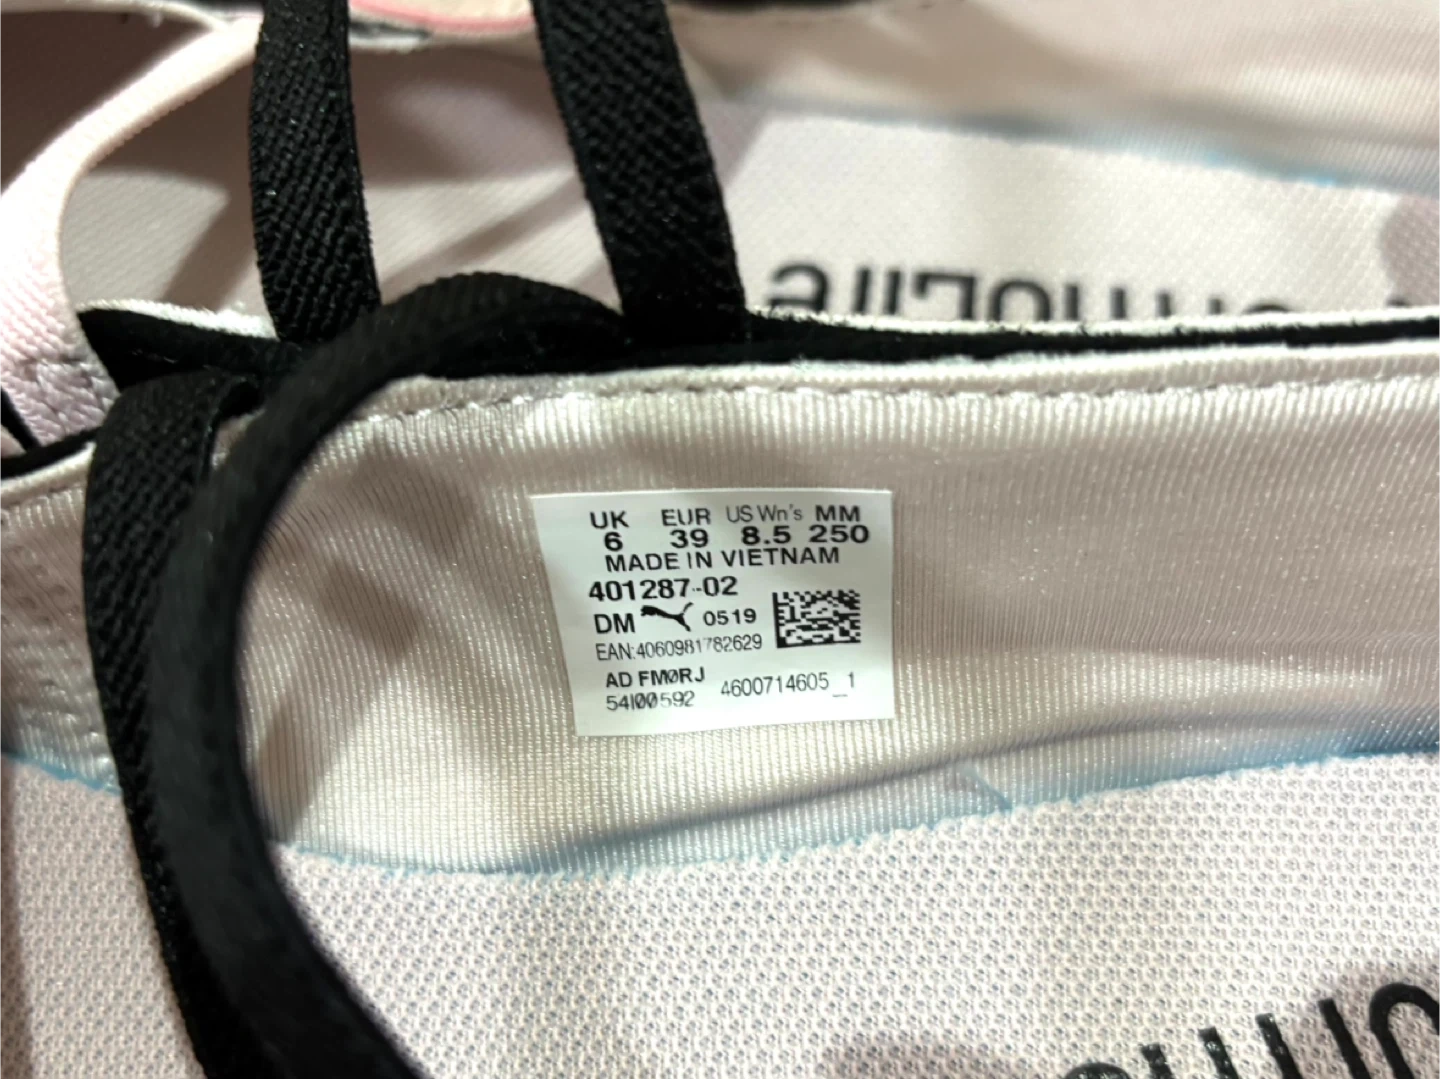 UK EUR US Wn's MM
6 39 8.5 250
MADE IN VIETNAM
401287-02
DM 0519
EAN:4060981782629
AD FMØRJ
54I00592 4600714605_1